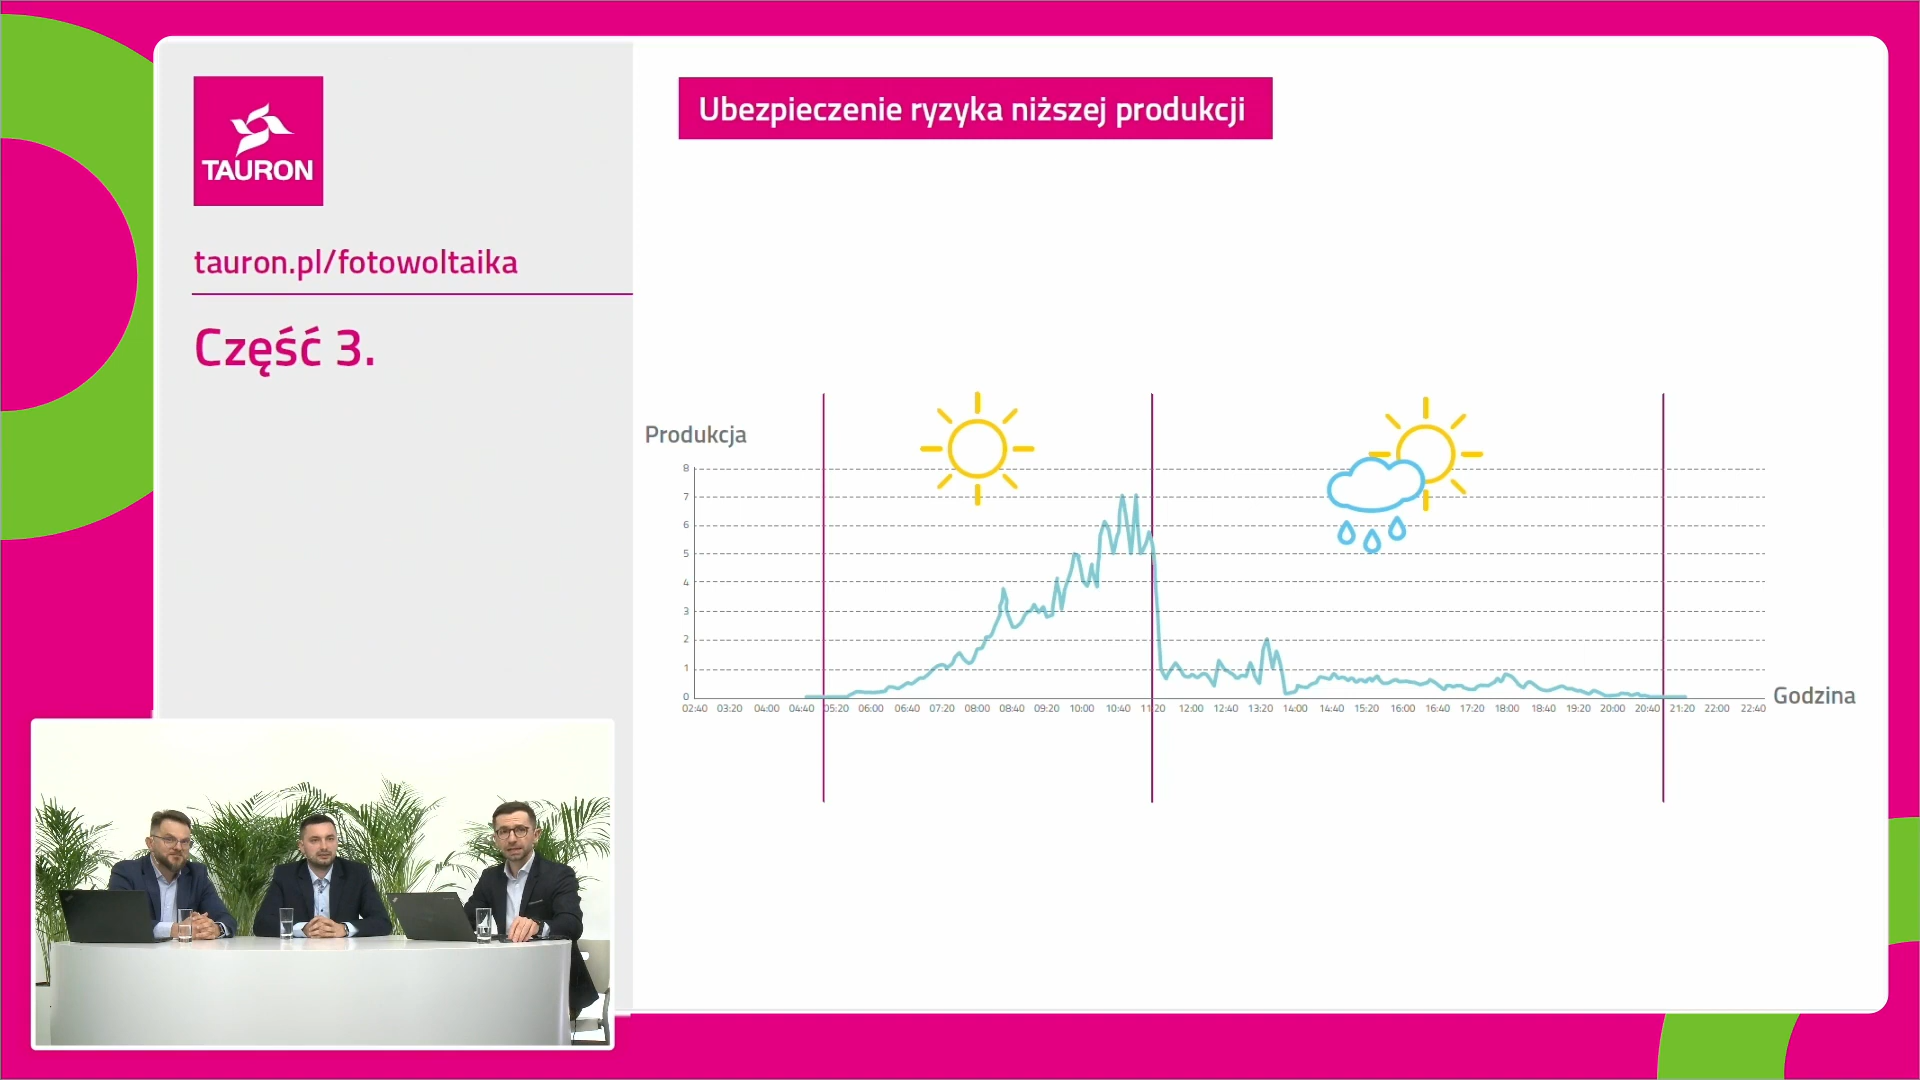 TAURON
tauron.pl/fotowoltaika
Część 3.
Ubezpieczenie ryzyka niższej produkcji
Produkcja
8
7
6
5
4
3
2
1
0
02:40 03:20 04:00 04:40 05:20 06:00 06:40 07:20 08:00 08:40 09:20 10:00 10:40 11:20 12:00 12:40 13:20 14:00 14:40 15:20 16:00 16:40 17:20 18:00 18:40 19:20 20:00 20:40 21:20 22:00 22:40
Godzina